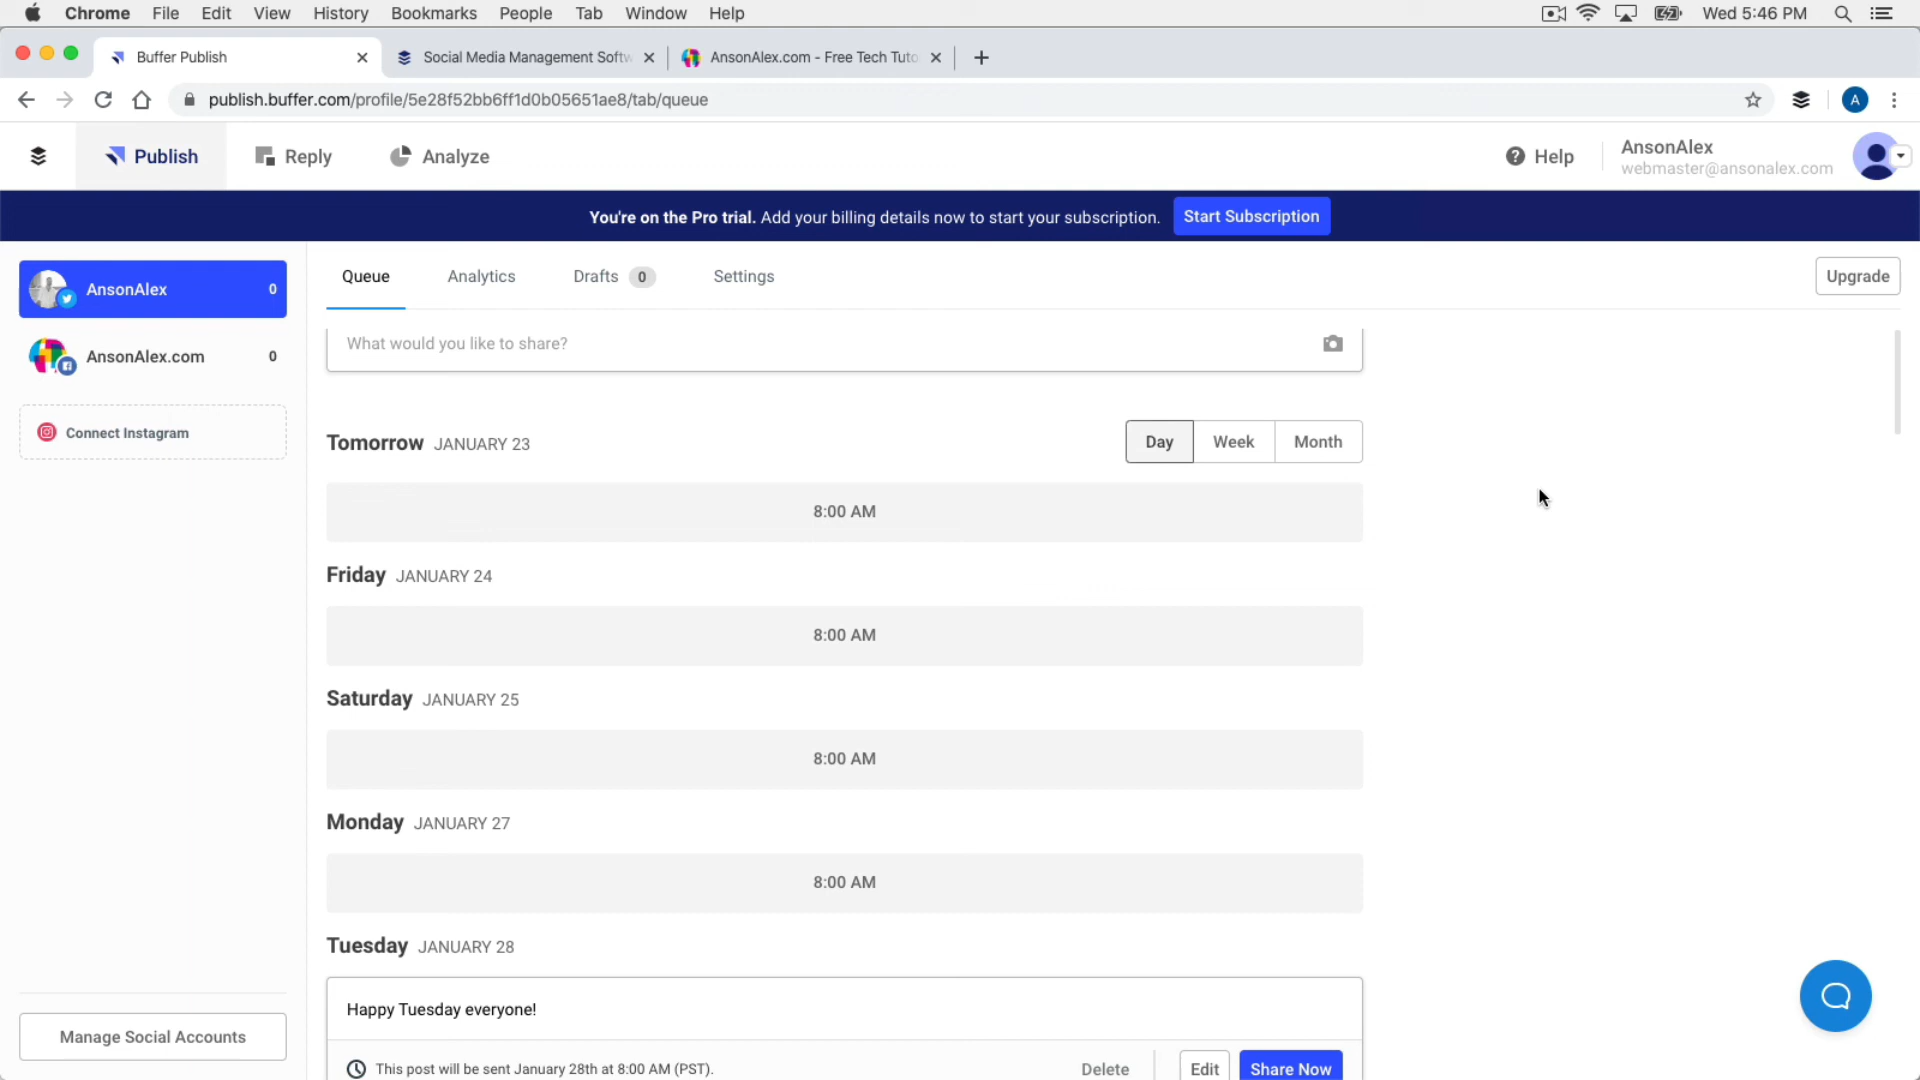 Chrome File Edit View History Bookmarks People Tab Window Help Wed 5:46 PM
Buffer Publish Social Media Management Softw AnsonAlex.com - Free Tech Tuto
publish.buffer.com/profile/5e28f52bb6ff1d0b05651ae8/tab/queue A
Publish Reply Analyze Help AnsonAlex
webmaster@ansonalex.com
You're on the Pro trial. Add your billing details now to start your subscription. Start Subscription
AnsonAlex 0
AnsonAlex.com 0
Connect Instagram
Manage Social Accounts
Queue Analytics Drafts 0 Settings Upgrade
What would you like to share?
Tomorrow JANUARY 23 Day Week Month
8:00 AM
Friday JANUARY 24
8:00 AM
Saturday JANUARY 25
8:00 AM
Monday JANUARY 27
8:00 AM
Tuesday JANUARY 28
Happy Tuesday everyone!
This post will be sent January 28th at 8:00 AM (PST). Delete Edit Share Now